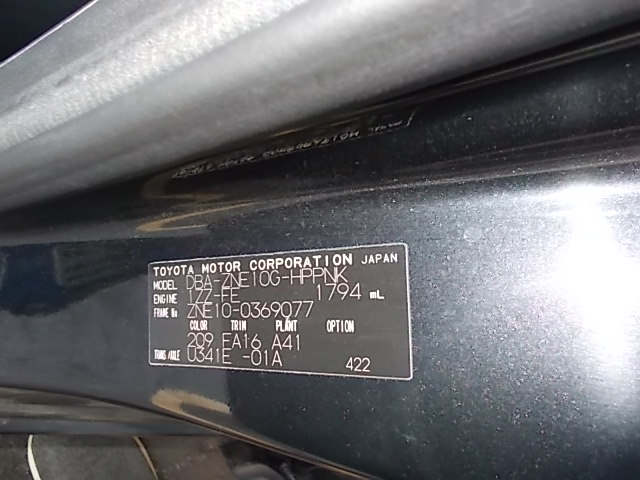 TOYOTA MOTOR CORPORATION JAPAN
MODEL DBA-ZNE10G-HPPNK
ENGINE 1ZZ-FE 1794 mL
FRAME No ZNE10-0369077
COLOR TRIM PLANT OPTION
209 EA16 A41
TRANS/AXLE U341E -01A 422